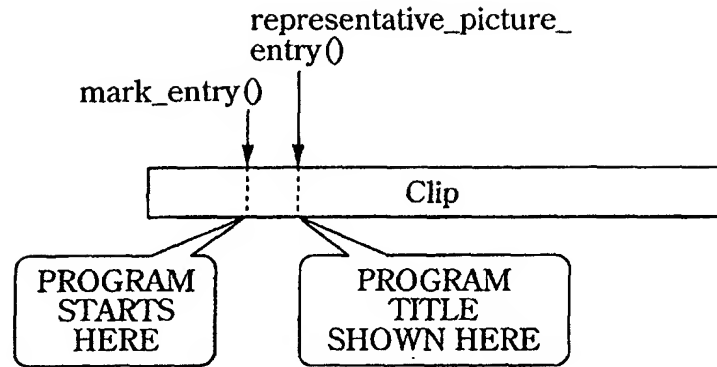 representative_picture_
entry()
mark_entry()
Clip
PROGRAM
STARTS
HERE
PROGRAM
TITLE
SHOWN HERE